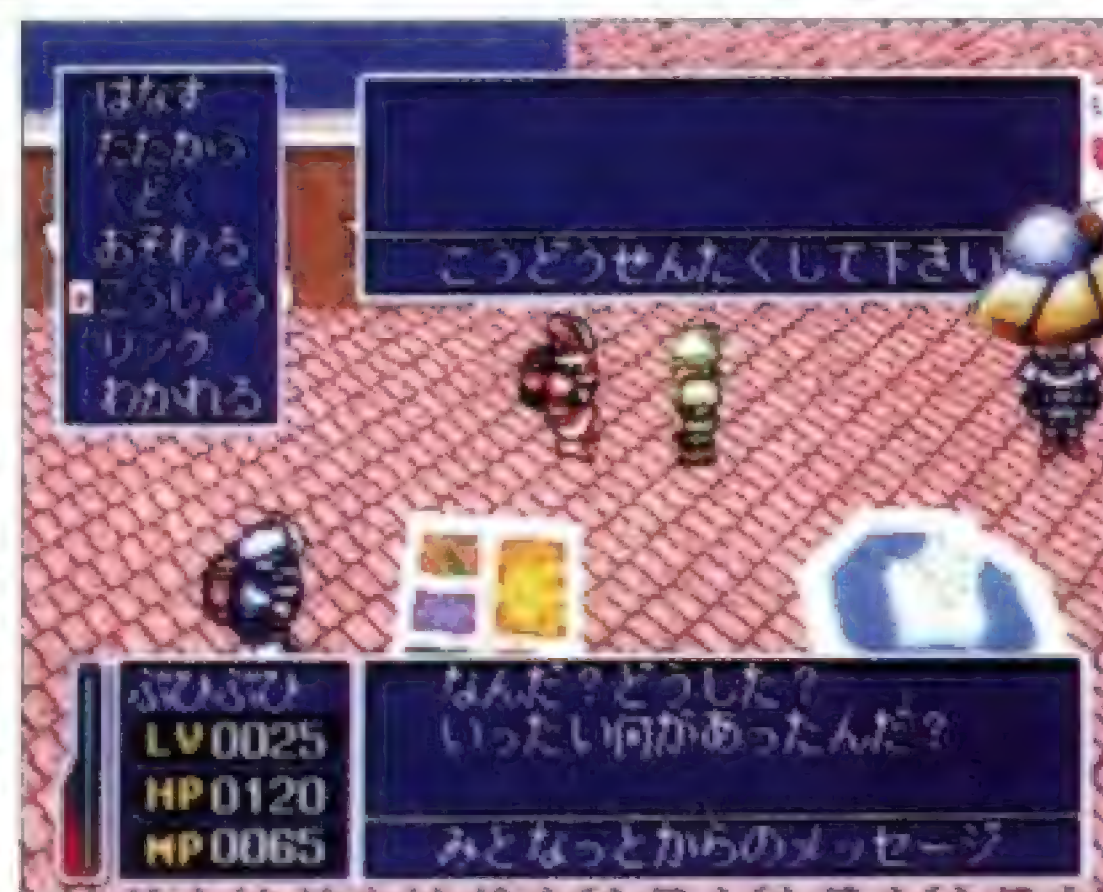 はなす
たたかう
くどく
おそわる
こうしょう
リンク
わかれる
こうどうせんたくして下さい
ぶひぶひ
LV0025
HP0120
MP0065
なんだ?どうした?
いったい何があったんだ?
みとなっとからのメッセージ